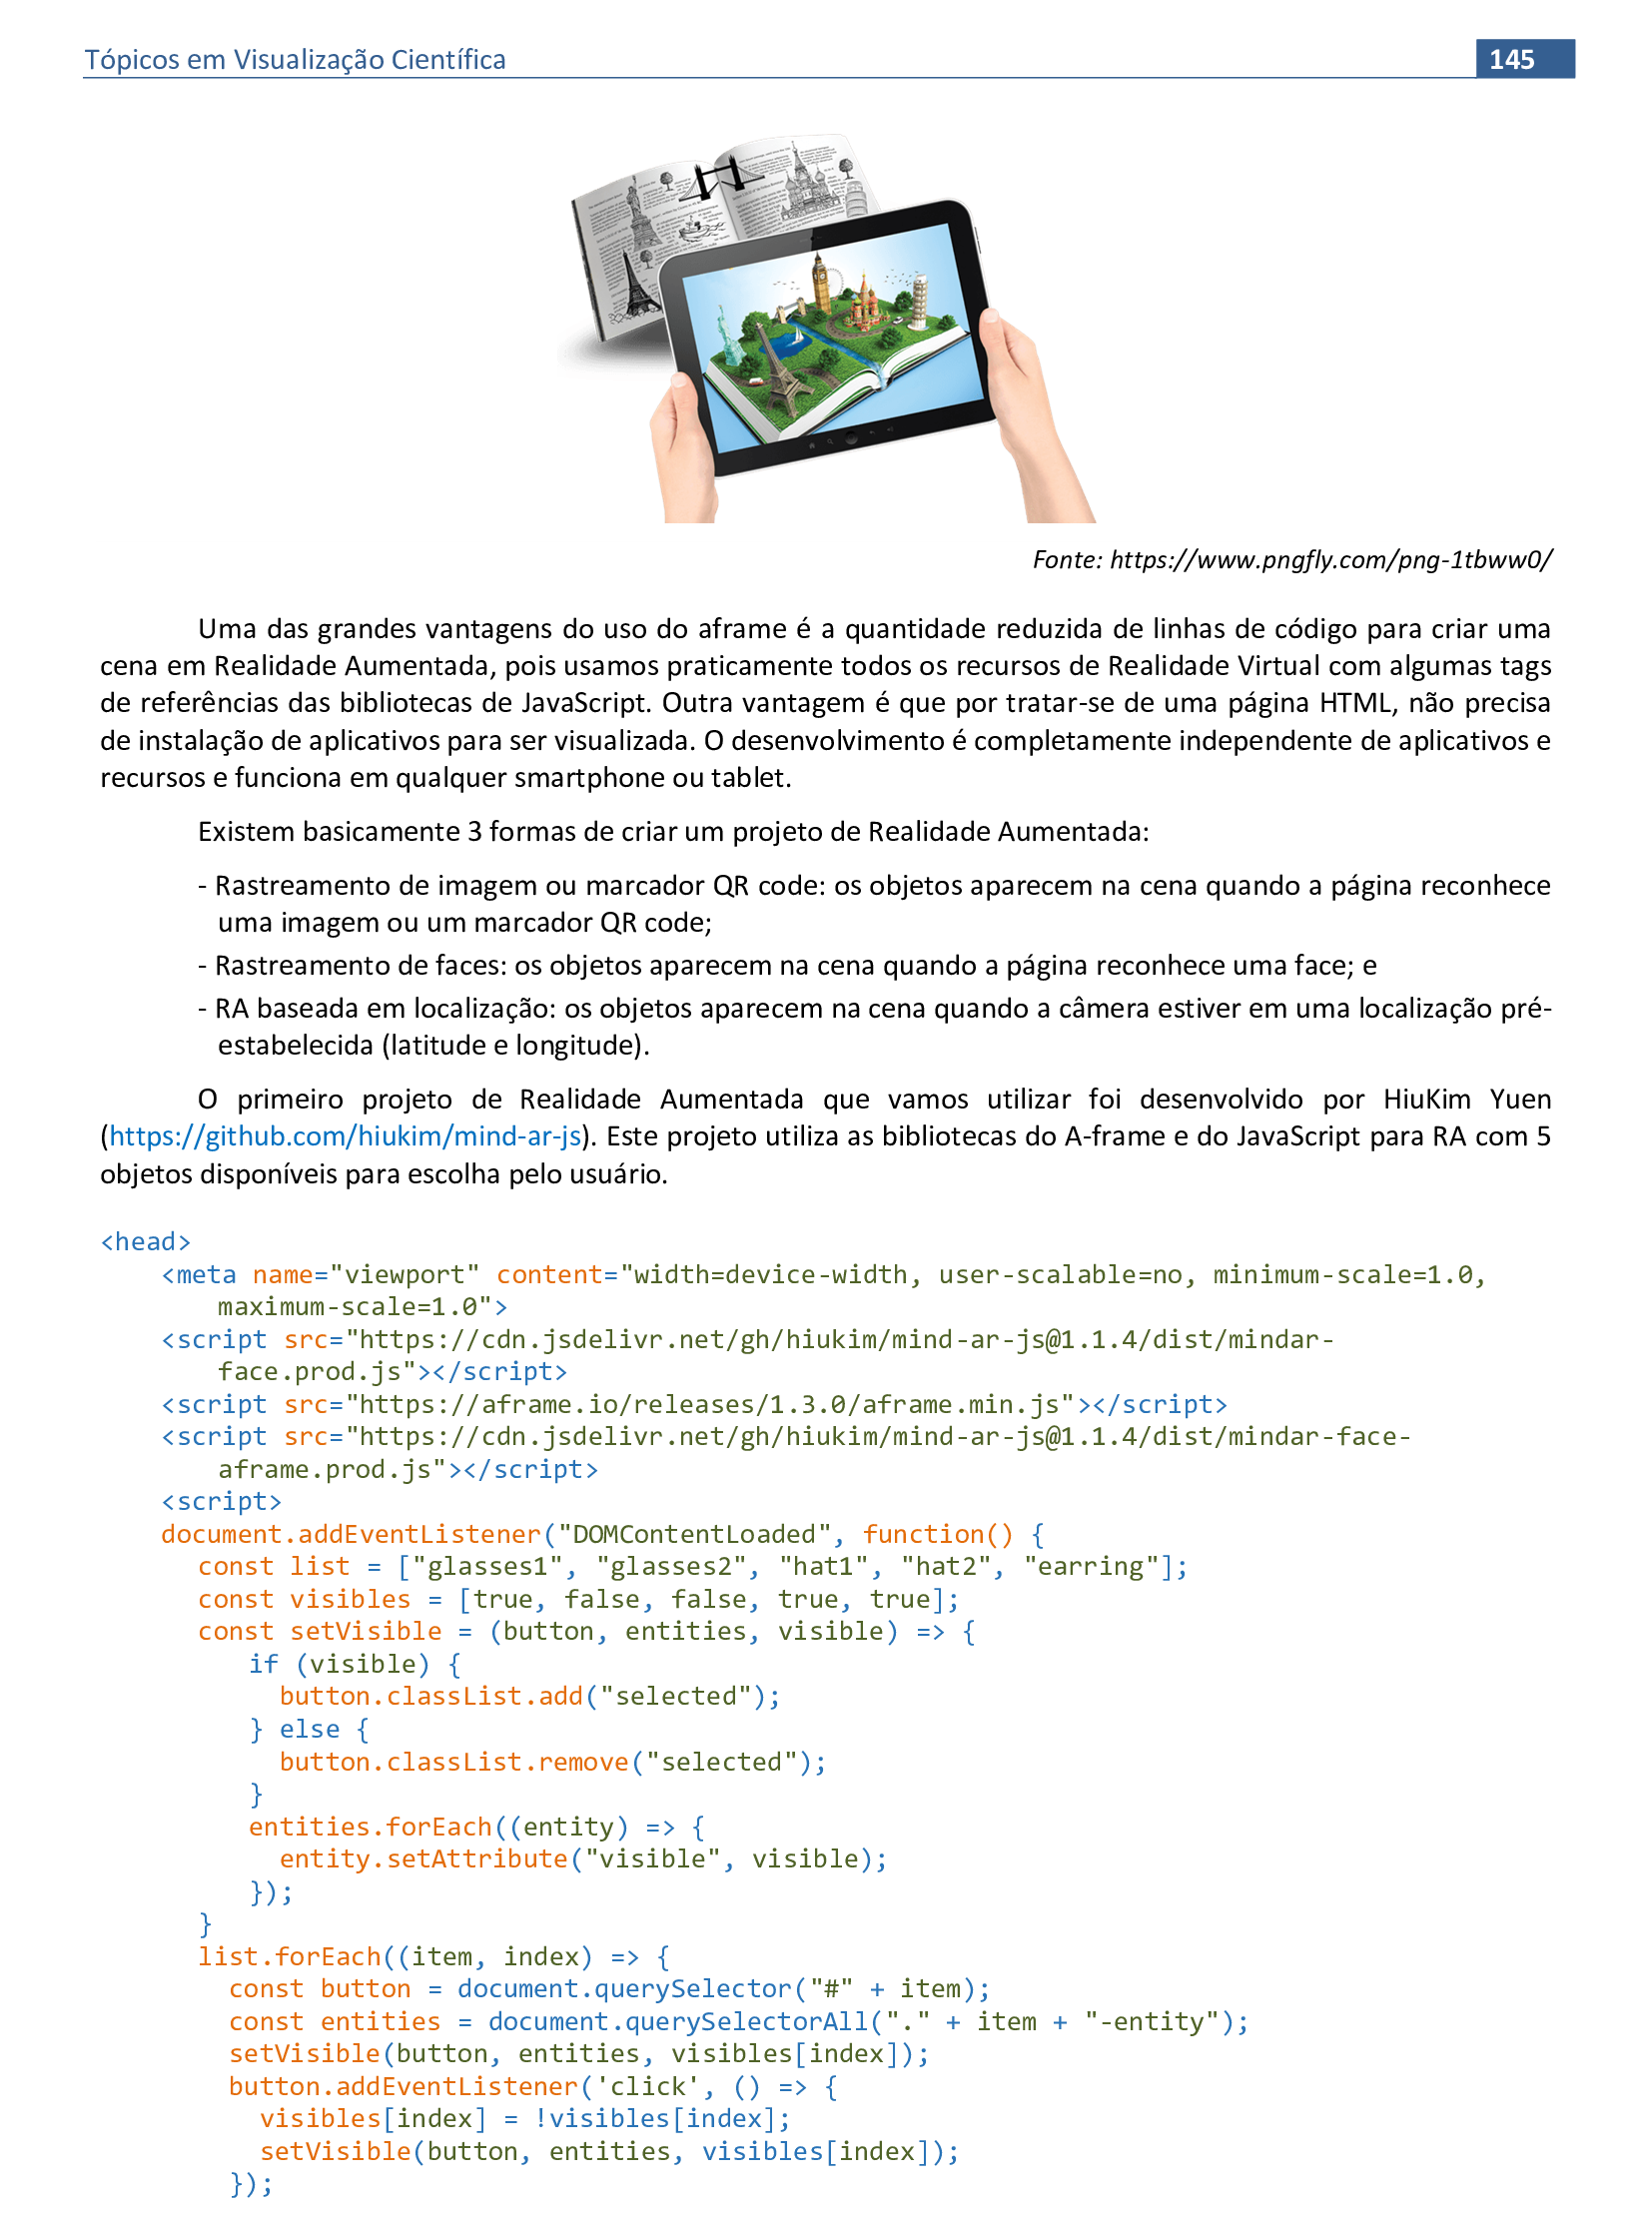 Tópicos em Visualização Científica 145
Fonte: https://www.pngfly.com/png-1tbww0/
Uma das grandes vantagens do uso do aframe é a quantidade reduzida de linhas de código para criar uma
cena em Realidade Aumentada, pois usamos praticamente todos os recursos de Realidade Virtual com algumas tags
de referências das bibliotecas de JavaScript. Outra vantagem é que por tratar-se de uma página HTML, não precisa
de instalação de aplicativos para ser visualizada. O desenvolvimento é completamente independente de aplicativos e
recursos e funciona em qualquer smartphone ou tablet.
Existem basicamente 3 formas de criar um projeto de Realidade Aumentada:
- Rastreamento de imagem ou marcador QR code: os objetos aparecem na cena quando a página reconhece
uma imagem ou um marcador QR code;
- Rastreamento de faces: os objetos aparecem na cena quando a página reconhece uma face; e
- RA baseada em localização: os objetos aparecem na cena quando a câmera estiver em uma localização pré-
estabelecida (latitude e longitude).
O primeiro projeto de Realidade Aumentada que vamos utilizar foi desenvolvido por HiuKim Yuen
(https://github.com/hiukim/mind-ar-js). Este projeto utiliza as bibliotecas do A-frame e do JavaScript para RA com 5
objetos disponíveis para escolha pelo usuário.
<head>
<meta name="viewport" content="width=device-width, user-scalable=no, minimum-scale=1.0,
maximum-scale=1.0">
<script src="https://cdn.jsdelivr.net/gh/hiukim/mind-ar-js@1.1.4/dist/mindar-
face.prod.js"></script>
<script src="https://aframe.io/releases/1.3.0/aframe.min.js"></script>
<script src="https://cdn.jsdelivr.net/gh/hiukim/mind-ar-js@1.1.4/dist/mindar-face-
aframe.prod.js"></script>
<script>
document.addEventListener("DOMContentLoaded", function() {
const list = ["glasses1", "glasses2", "hat1", "hat2", "earring"];
const visibles = [true, false, false, true, true];
const setVisible = (button, entities, visible) => {
if (visible) {
button.classList.add("selected");
} else {
button.classList.remove("selected");
}
entities.forEach((entity) => {
entity.setAttribute("visible", visible);
});
}
list.forEach((item, index) => {
const button = document.querySelector("#" + item);
const entities = document.querySelectorAll("." + item + "-entity");
setVisible(button, entities, visibles[index]);
button.addEventListener('click', () => {
visibles[index] = !visibles[index];
setVisible(button, entities, visibles[index]);
});